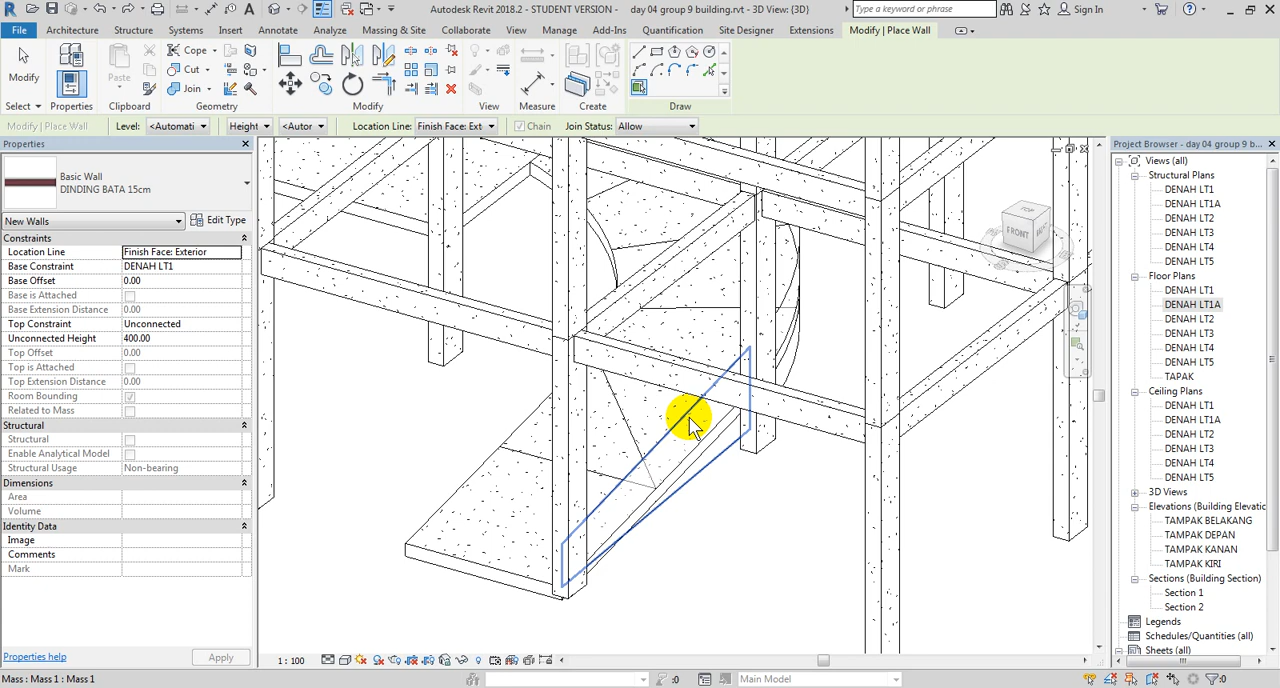 Autodesk Revit 2018.2 - STUDENT VERSION - day 04 group 9 building.rvt - 3D View: {3D}
Type a keyword or phrase
Sign In
File Architecture Structure Systems Insert Annotate Analyze Massing & Site Collaborate View Manage Add-Ins Quantification Site Designer Extensions Modify | Place Wall
Modify
Properties
Paste
Cope
Cut
Join
Select Properties Clipboard Geometry Modify View Measure Create Draw
Modify | Place Wall Level: <Automati Height <Autor Location Line: Finish Face: Ext Chain Join Status: Allow
Properties
Basic Wall
DINDING BATA 15cm
New Walls Edit Type
Constraints
Location Line Finish Face: Exterior
Base Constraint DENAH LT1
Base Offset 0.00
Base is Attached
Base Extension Distance 0.00
Top Constraint Unconnected
Unconnected Height 400.00
Top Offset 0.00
Top is Attached
Top Extension Distance 0.00
Room Bounding
Related to Mass
Structural
Structural
Enable Analytical Model
Structural Usage Non-bearing
Dimensions
Area
Volume
Identity Data
Image
Comments
Mark
Properties help Apply
TOP
FRONT
1 : 100
Project Browser - day 04 group 9 b...
Views (all)
Structural Plans
DENAH LT1
DENAH LT1A
DENAH LT2
DENAH LT3
DENAH LT4
DENAH LT5
Floor Plans
DENAH LT1
DENAH LT1A
DENAH LT2
DENAH LT3
DENAH LT4
DENAH LT5
TAPAK
Ceiling Plans
DENAH LT1
DENAH LT1A
DENAH LT2
DENAH LT3
DENAH LT4
DENAH LT5
3D Views
Elevations (Building Elevatic
TAMPAK BELAKANG
TAMPAK DEPAN
TAMPAK KANAN
TAMPAK KIRI
Sections (Building Section)
Section 1
Section 2
Legends
Schedules/Quantities (all)
Sheets (all)
Mass : Mass 1 : Mass 1
:0
Main Model
:0